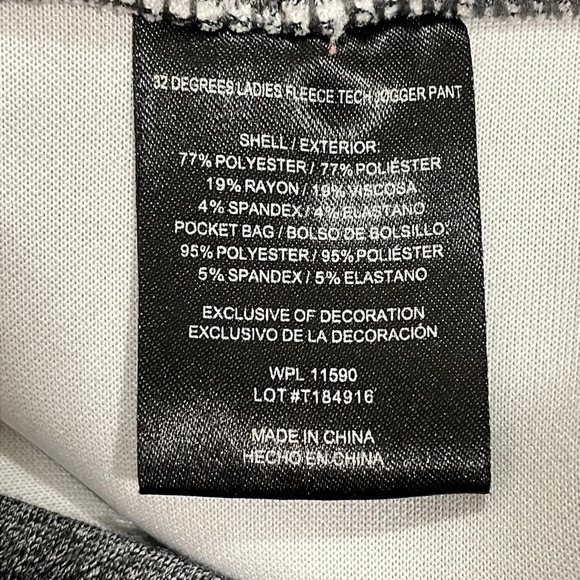 32 DEGREES LADIES FLEECE TECH JOGGER PANT
SHELL / EXTERIOR:
77% POLYESTER / 77% POLIÉSTER
19% RAYON / 19% VISCOSA
4% SPANDEX / 4% ELASTANO
POCKET BAG / BOLSO DE BOLSILLO:
95% POLYESTER / 95% POLIÉSTER
5% SPANDEX / 5% ELASTANO
EXCLUSIVE OF DECORATION
EXCLUSIVO DE LA DECORACIÓN
WPL 11590
LOT #T184916
MADE IN CHINA
HECHO EN CHINA